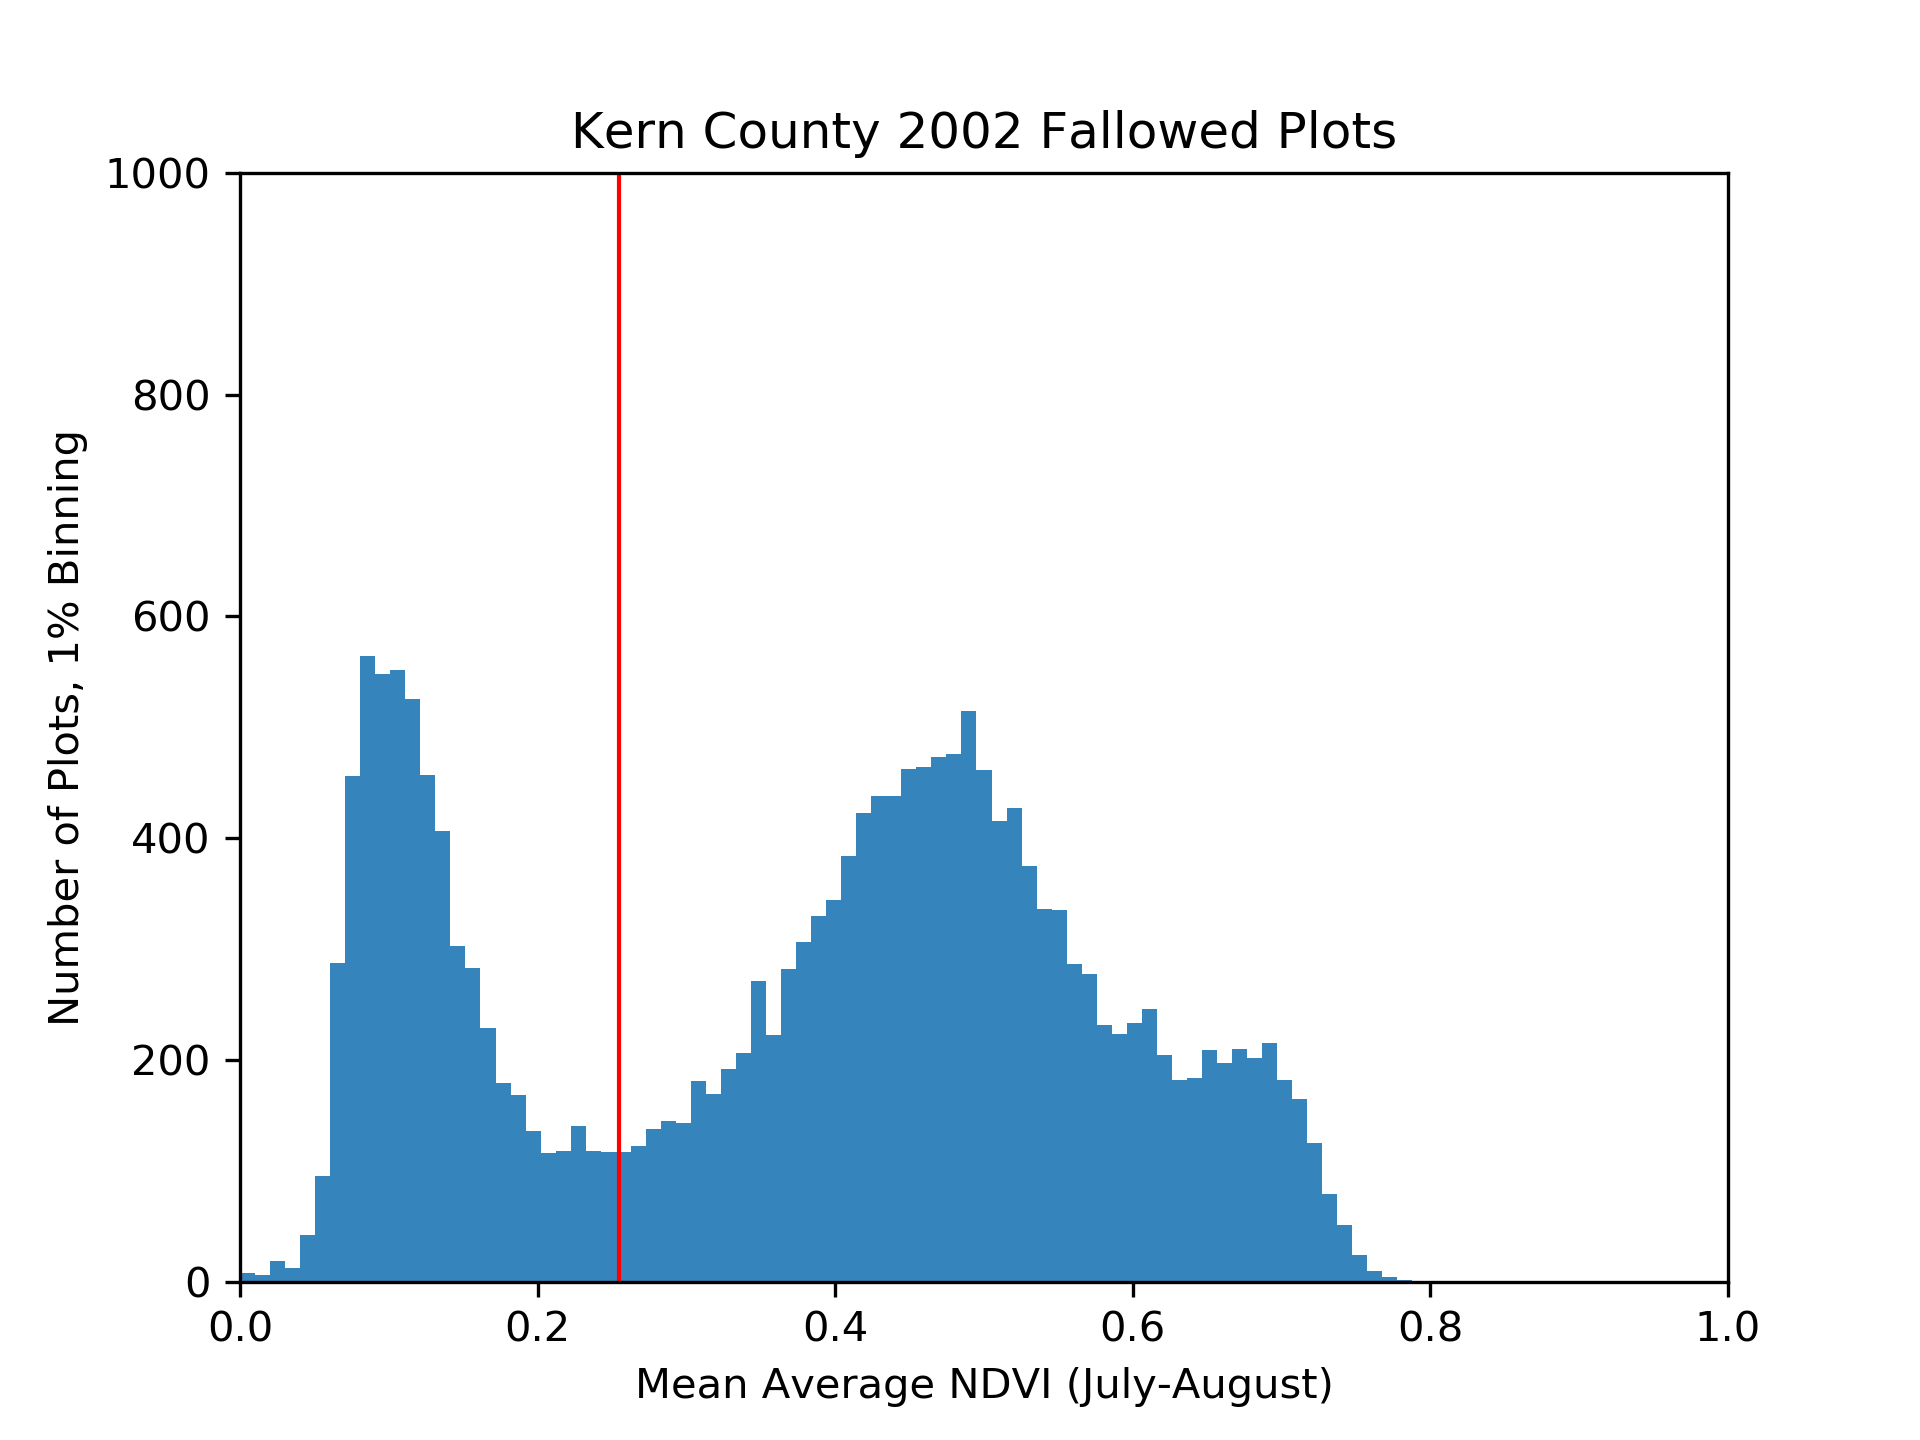 Kern County 2002 Fallowed Plots
1000
800
600
400
200
0
Number of Plots, 1% Binning
0.0 0.2 0.4 0.6 0.8 1.0
Mean Average NDVI (July-August)